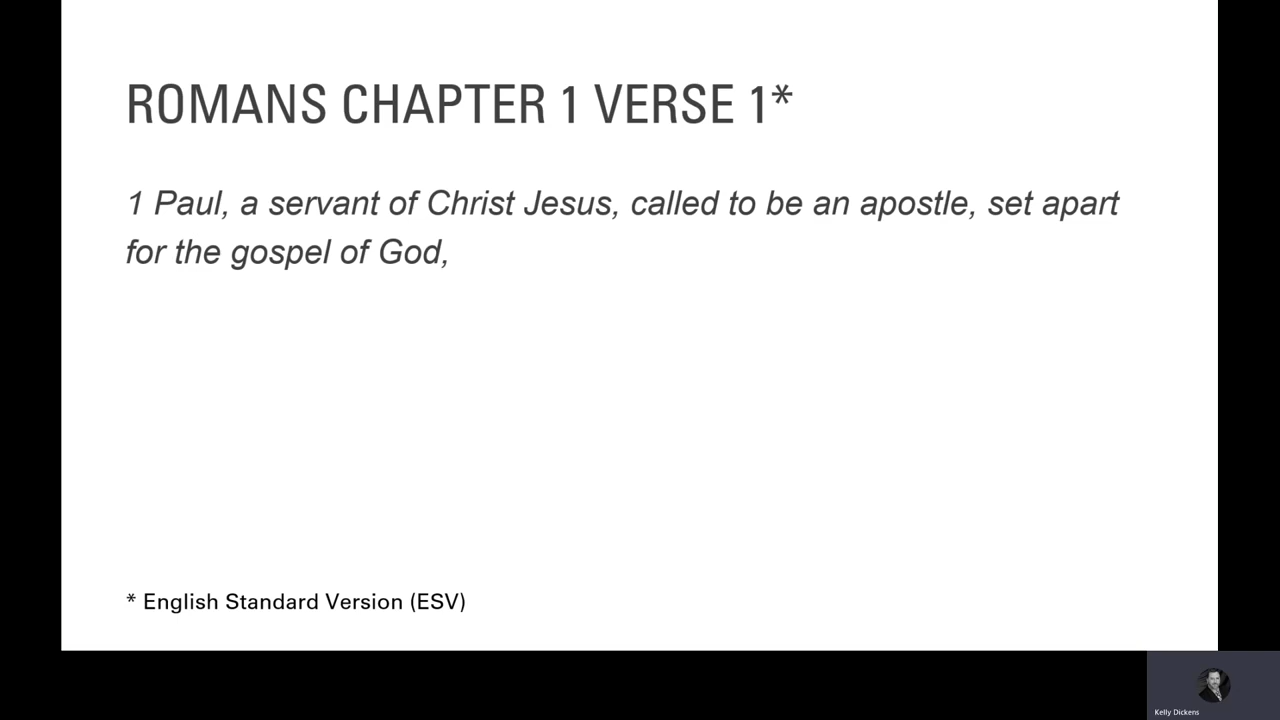 ROMANS CHAPTER 1 VERSE 1*
1 Paul, a servant of Christ Jesus, called to be an apostle, set apart
for the gospel of God,
* English Standard Version (ESV)
Kelly Dickens